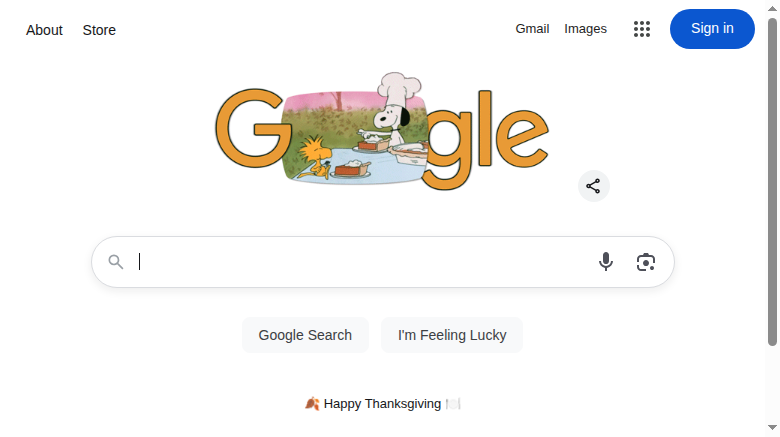 About Store Gmail Images Sign in
Google
Google Search I'm Feeling Lucky
🍂 Happy Thanksgiving 🍽️